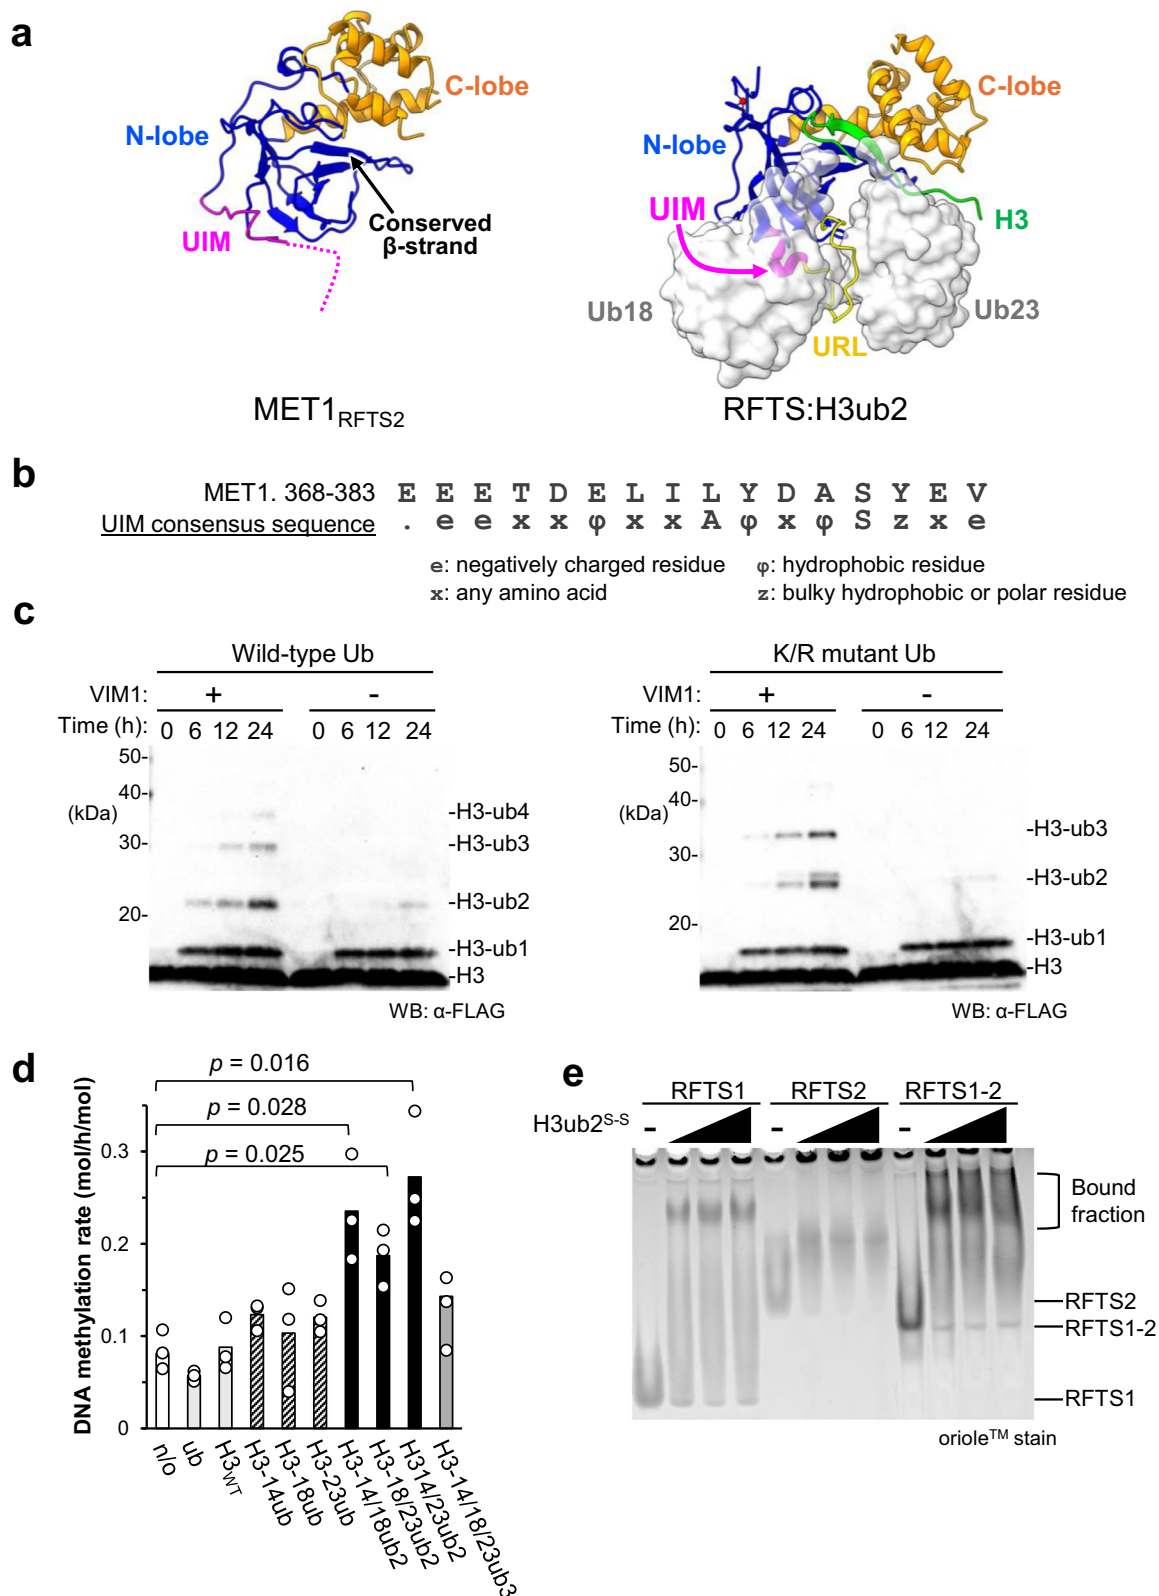 a
C-lobe
N-lobe
UIM
Conserved
β-strand
MET1RFTS2
C-lobe
N-lobe
UIM
H3
Ub18
Ub23
URL
RFTS:H3ub2
b
MET1. 368-383 E E E T D E L I L Y D A S Y E V
UIM consensus sequence . e e x x φ x x A φ x φ S z x e
e: negatively charged residue φ: hydrophobic residue
x: any amino acid z: bulky hydrophobic or polar residue
c
Wild-type Ub
VIM1: + -
Time (h): 0 6 12 24 0 6 12 24
50-
40-
(kDa)
30-
20-
-H3-ub4
-H3-ub3
-H3-ub2
-H3-ub1
-H3
WB: α-FLAG
K/R mutant Ub
VIM1: + -
Time (h): 0 6 12 24 0 6 12 24
50-
40-
(kDa)
30-
20-
-H3-ub3
-H3-ub2
-H3-ub1
-H3
WB: α-FLAG
d
p = 0.016
p = 0.028
p = 0.025
DNA methylation rate (mol/h/mol)
0.3
0.2
0.1
0
n/o
ub
H3WT
H3-14ub
H3-18ub
H3-23ub
H3-14/18ub2
H3-18/23ub2
H314/23ub2
H3-14/18/23ub3
e
RFTS1 RFTS2 RFTS1-2
H3ub2S-S - - -
Bound
fraction
RFTS2
RFTS1-2
RFTS1
orioleTM stain